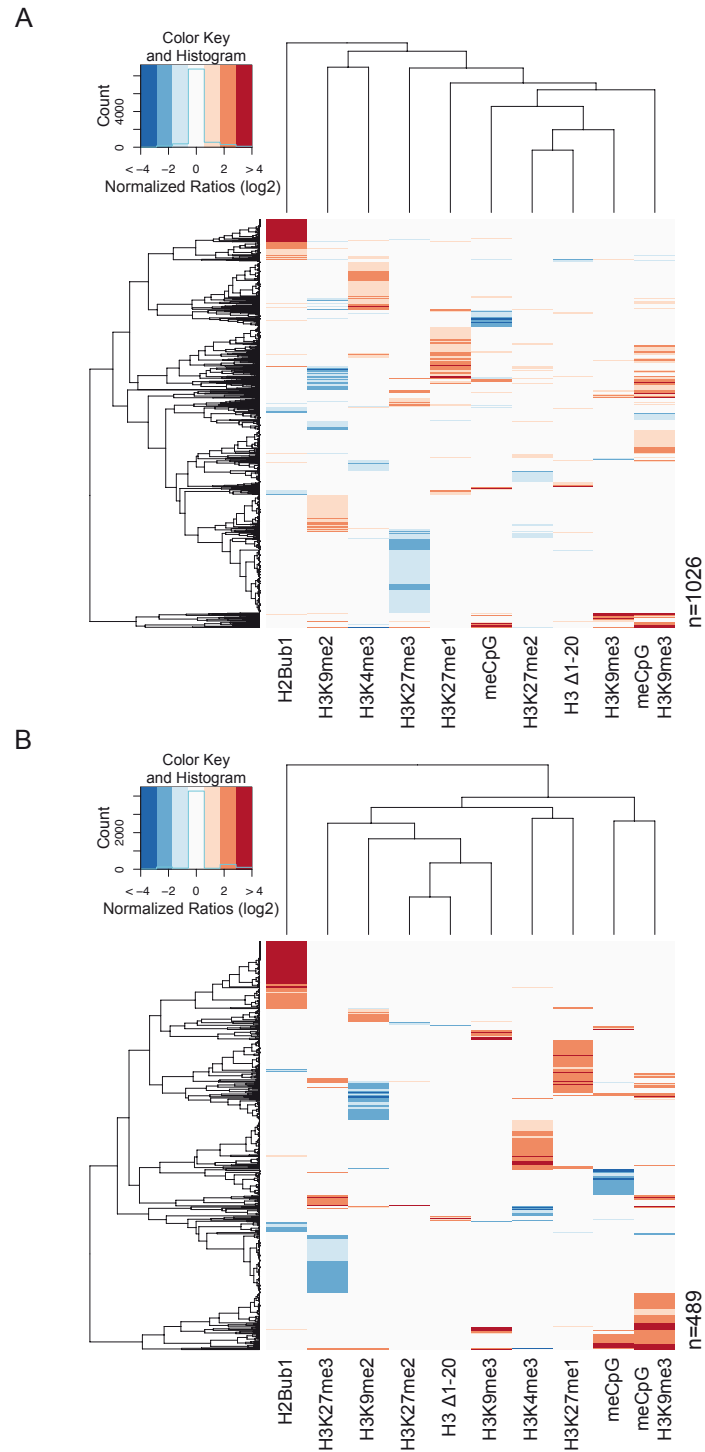 A
Color Key
and Histogram
Count
0 4000
< −4 −2 0 2 > 4
Normalized Ratios (log2)
n=1026
H2Bub1
H3K9me2
H3K4me3
H3K27me3
H3K27me1
meCpG
H3K27me2
H3 Δ1-20
H3K9me3
meCpG
H3K9me3
B
Color Key
and Histogram
Count
0 2000
< −4 −2 0 2 > 4
Normalized Ratios (log2)
n=489
H2Bub1
H3K27me3
H3K9me2
H3K27me2
H3 Δ1-20
H3K9me3
H3K4me3
H3K27me1
meCpG
meCpG
H3K9me3